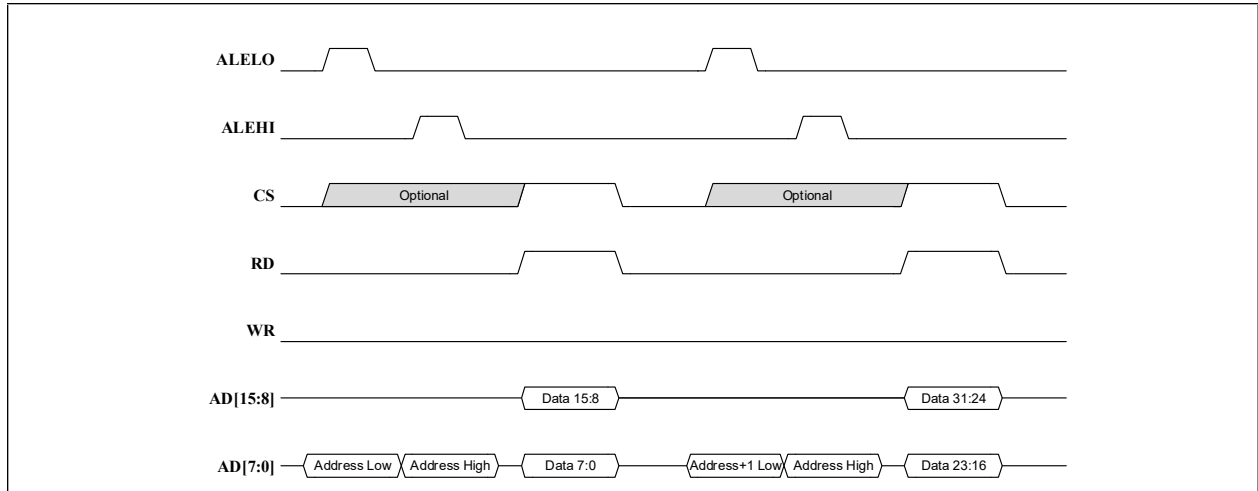 ALELO
ALEHI
CS Optional Optional
RD
WR
AD[15:8] Data 15:8 Data 31:24
AD[7:0] Address Low Address High Data 7:0 Address+1 Low Address High Data 23:16